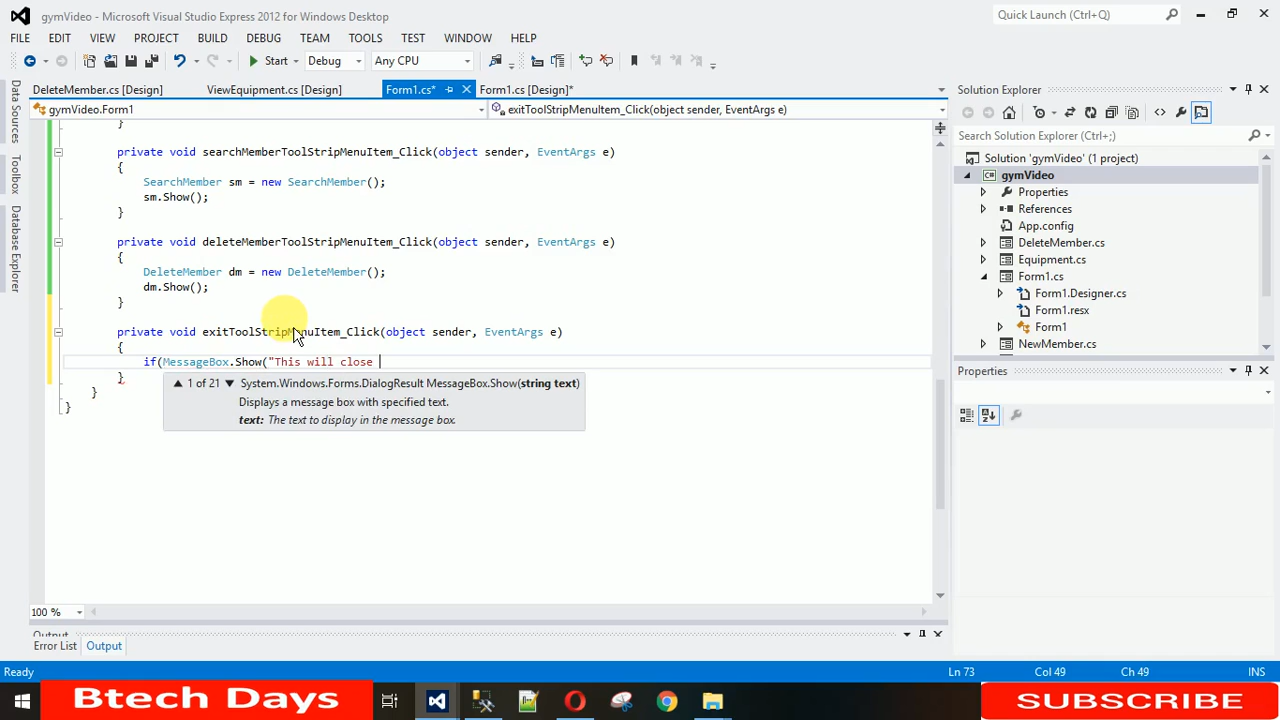 gymVideo - Microsoft Visual Studio Express 2012 for Windows Desktop
Quick Launch (Ctrl+Q)
FILE EDIT VIEW PROJECT BUILD DEBUG TEAM TOOLS TEST WINDOW HELP
Start Debug Any CPU
DeleteMember.cs [Design] ViewEquipment.cs [Design] Form1.cs* Form1.cs [Design]*
gymVideo.Form1 exitToolStripMenuItem_Click(object sender, EventArgs e)
Data Sources
Toolbox
Database Explorer
}
private void searchMemberToolStripMenuItem_Click(object sender, EventArgs e)
{
SearchMember sm = new SearchMember();
sm.Show();
}
private void deleteMemberToolStripMenuItem_Click(object sender, EventArgs e)
{
DeleteMember dm = new DeleteMember();
dm.Show();
}
private void exitToolStripMenuItem_Click(object sender, EventArgs e)
{
if(MessageBox.Show("This will close
}
1 of 21 System.Windows.Forms.DialogResult MessageBox.Show(string text)
Displays a message box with specified text.
text: The text to display in the message box.
}
}
100 %
Output
Error List Output
Solution Explorer
Search Solution Explorer (Ctrl+;)
Solution 'gymVideo' (1 project)
gymVideo
Properties
References
App.config
DeleteMember.cs
Equipment.cs
Form1.cs
Form1.Designer.cs
Form1.resx
Form1
NewMember.cs
Properties
Ready Ln 73 Col 49 Ch 49 INS
Btech Days
SUBSCRIBE